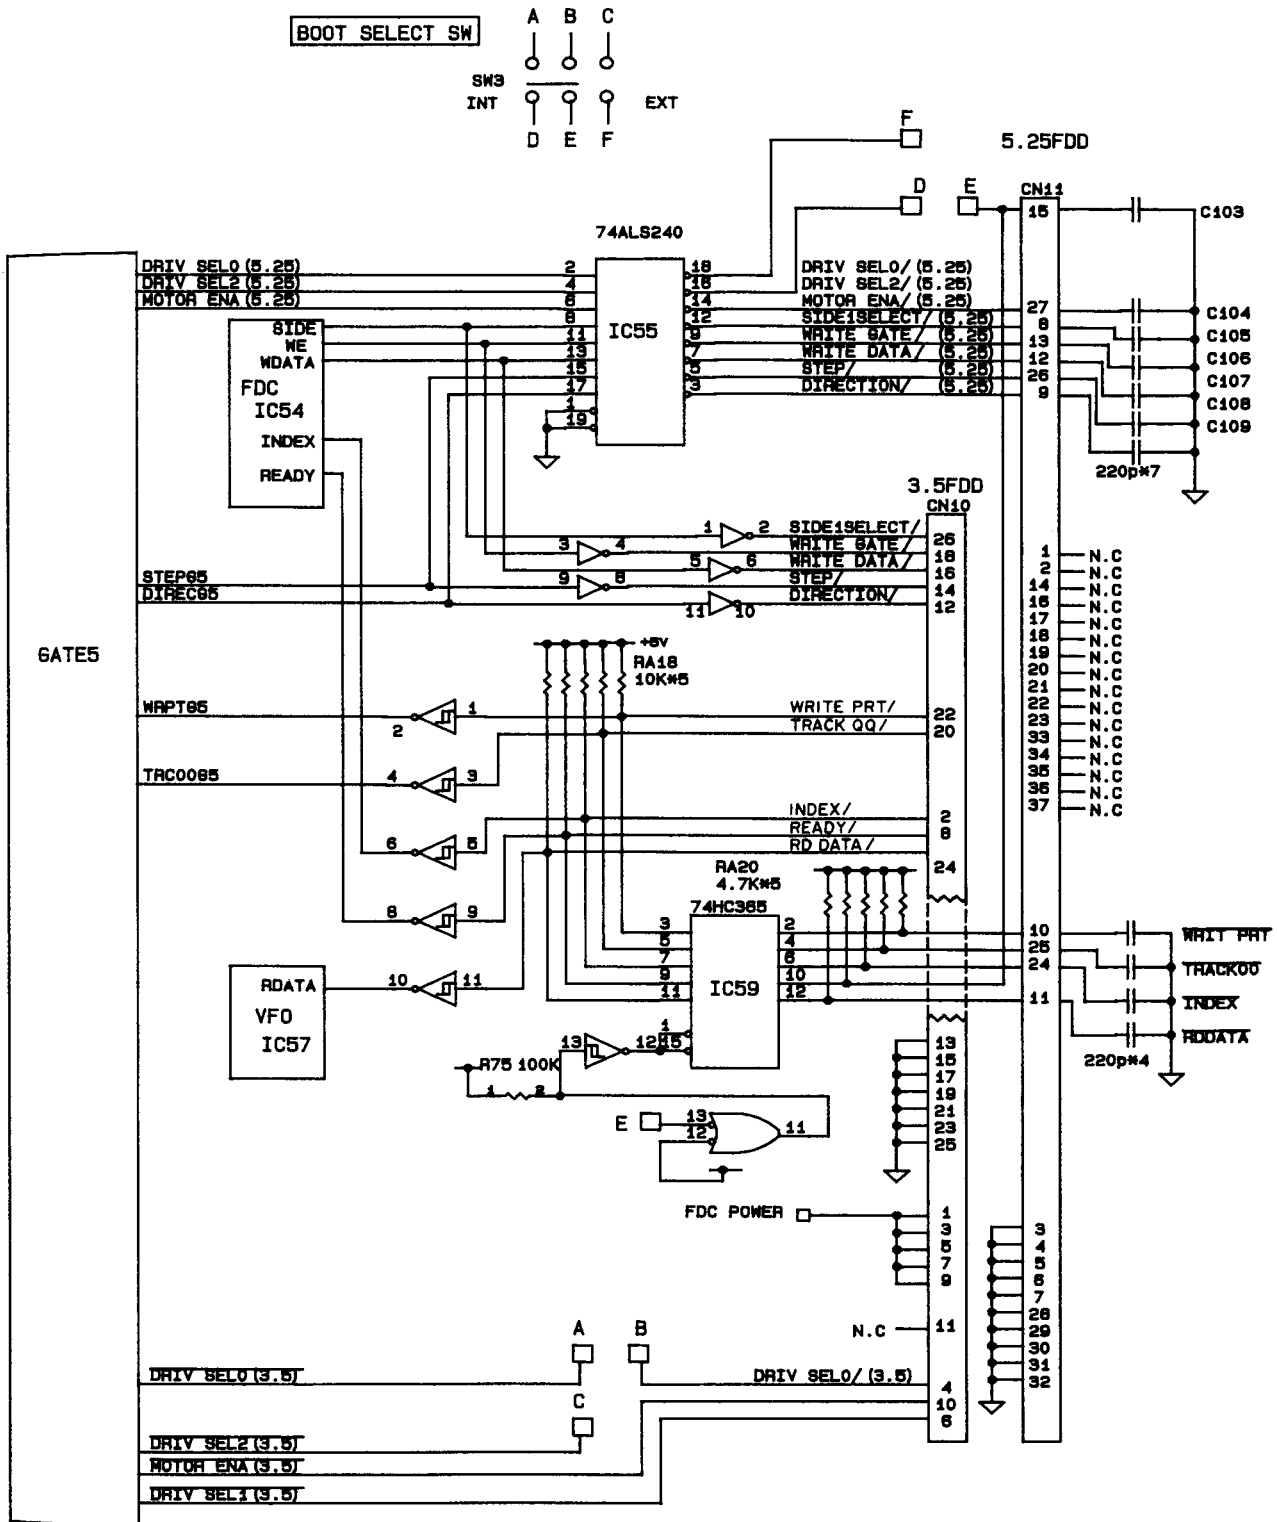 A B C
BOOT SELECT SW
SW3
INT
EXT
D E F
F
5.25FDD
D E
CN11
15
C103
74ALS240
DRIV SEL0 (5.25)
2
18
DRIV SEL0/ (5.25)
DRIV SEL2 (5.25)
4
16
DRIV SEL2/ (5.25)
MOTOR ENA (5.25)
6
14
MOTOR ENA/ (5.25)
27
C104
SIDE
8
12
SIDE1SELECT/ (5.25)
8
C105
WE
11
9
WRITE GATE/ (5.25)
13
C106
WDATA
13
7
WRITE DATA/ (5.25)
12
C107
15
5
STEP/ (5.25)
26
C108
17
3
DIRECTION/ (5.25)
9
C109
1
19
IC55
FDC
IC54
INDEX
READY
220p*7
3.5FDD
CN10
1 2
SIDE1SELECT/
26
3 4
WRITE GATE/
18
5 6
WRITE DATA/
16
STEP85
9 8
STEP/
14
DIREC85
11 10
DIRECTION/
12
1 N.C
2 N.C
14 N.C
16 N.C
17 N.C
18 N.C
19 N.C
20 N.C
21 N.C
22 N.C
23 N.C
33 N.C
34 N.C
35 N.C
36 N.C
37 N.C
GATE5
+5V
RA18
10K*5
WRPT85
2 1
WRITE PRT/
22
TRACK QQ/
20
TRC0085
4 3
INDEX/
2
6 5
READY/
8
RD DATA/
24
RA20
4.7K*5
74HC365
8 9
3 2
10
WRIT PRT
5 4
25
TRACK00
7 6
24
INDEX
9 10
11 12
11
RDDATA
IC59
1
15
220p*4
RDATA
10 11
VFO
IC57
13 12
R75 100K
1 2
E
13
12
11
13
15
17
19
21
23
25
FDC POWER
1
3
5
7
9
N.C
11
3
4
5
6
7
28
29
30
31
32
A B
DRIV SEL0 (3.5)
DRIV SEL0/ (3.5)
4
C
10
6
DRIV SEL2 (3.5)
MOTOR ENA (3.5)
DRIV SEL1 (3.5)